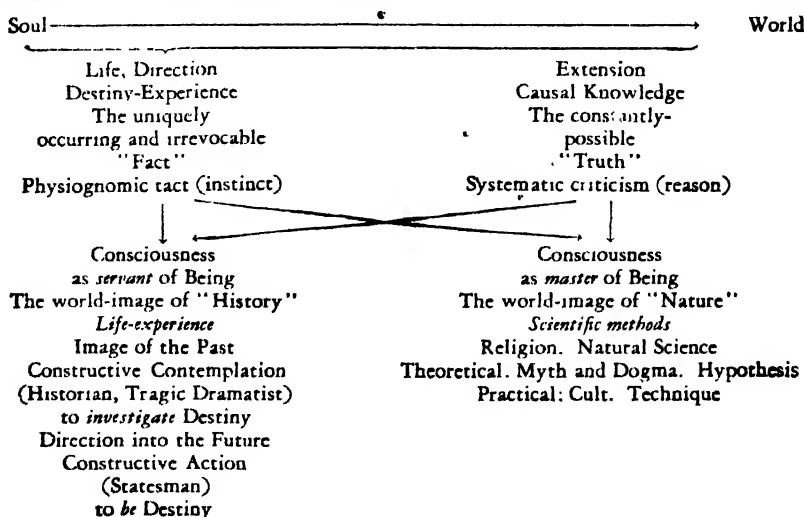 Soul World
Life, Direction
Destiny-Experience
The uniquely
occurring and irrevocable
"Fact"
Physiognomic tact (instinct)
Extension
Causal Knowledge
The constantly-
possible
"Truth"
Systematic criticism (reason)
Consciousness
as servant of Being
The world-image of "History"
Life-experience
Image of the Past
Constructive Contemplation
(Historian, Tragic Dramatist)
to investigate Destiny
Direction into the Future
Constructive Action
(Statesman)
to be Destiny
Consciousness
as master of Being
The world-image of "Nature"
Scientific methods
Religion. Natural Science
Theoretical. Myth and Dogma. Hypothesis
Practical: Cult. Technique